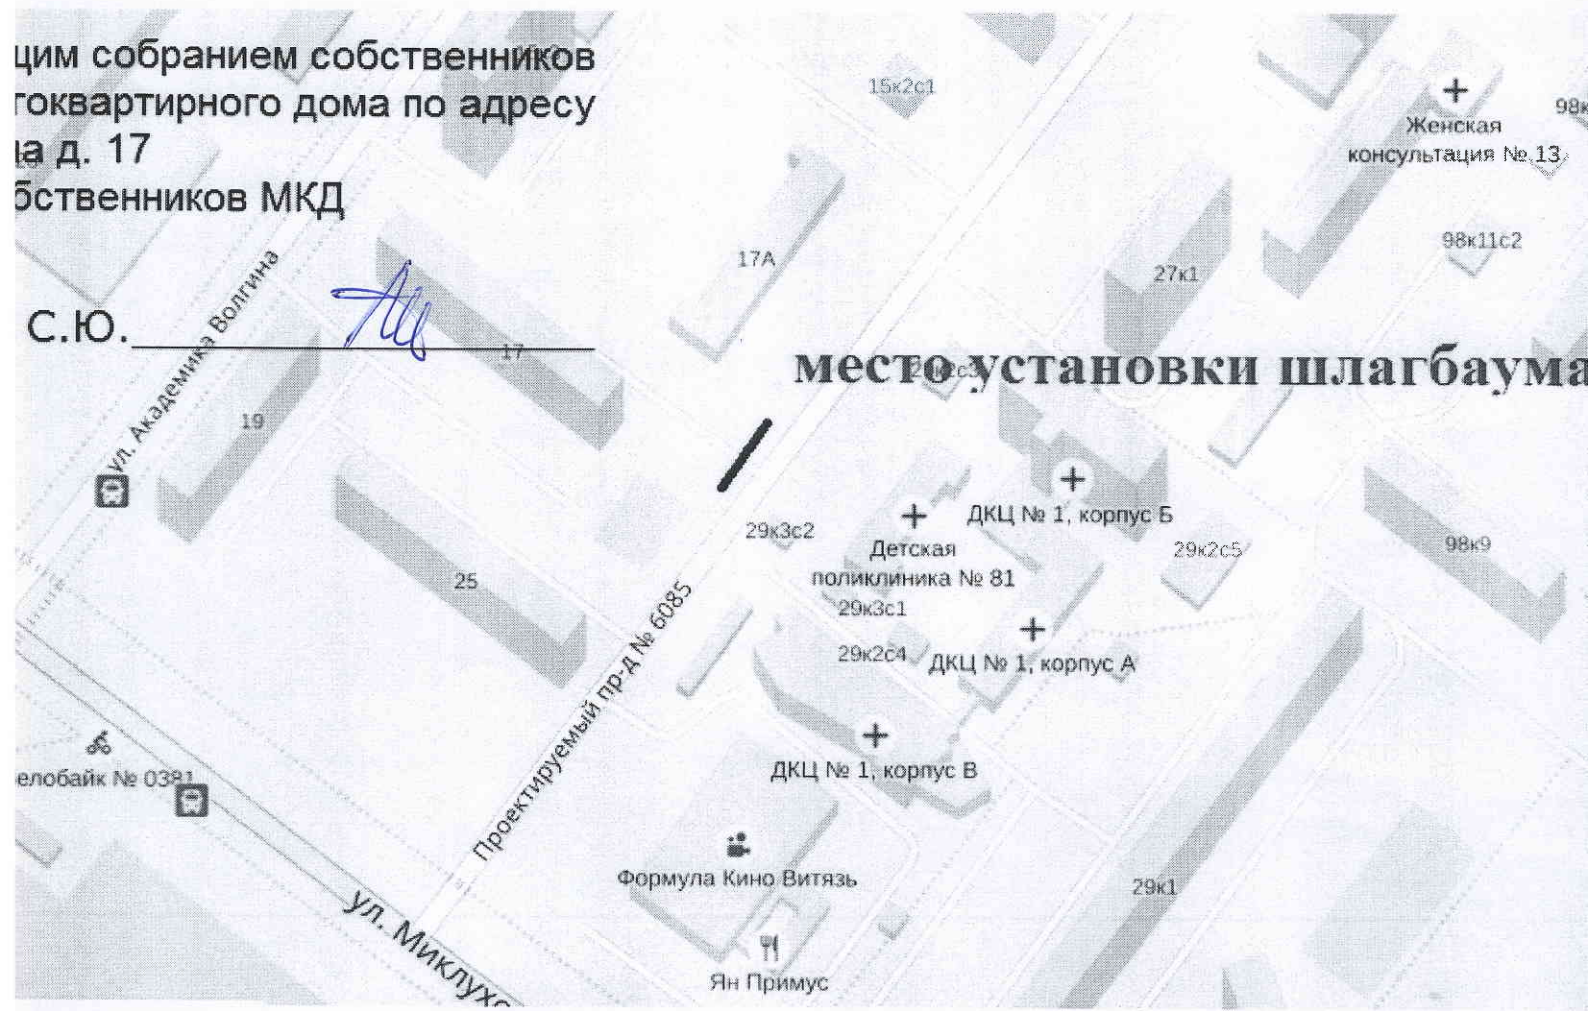 щим собранием собственников
гоквартирного дома по адресу
на д. 17
бственников МКД
С.Ю.
15к2с1
Женская
консультация № 13
98к
98к11с2
17А
27к1
ул. Академика Волгина
17
место установки шлагбаума
19
ДКЦ № 1, корпус Б
29к3с2
Детская
поликлиника № 81
29к2с5
98к9
25
29к3с1
29к2с4
ДКЦ № 1, корпус А
Проектируемый пр-д № 6085
елобайк № 0381
ДКЦ № 1, корпус В
Формула Кино Витязь
29к1
ул. Миклухо
Ян Примус